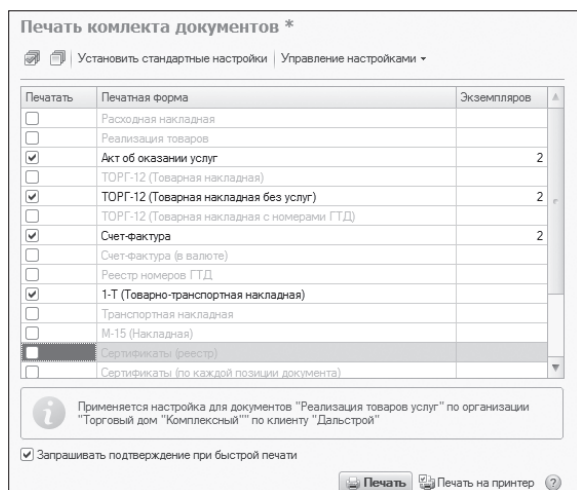 Печать комлекта документов *
Установить стандартные настройки Управление настройками
Печатать Печатная форма Экземпляров
Расходная накладная
Реализация товаров
Акт об оказании услуг 2
ТОРГ-12 (Товарная накладная)
ТОРГ-12 (Товарная накладная без услуг) 2
ТОРГ-12 (Товарная накладная с номерами ГТД)
Счет-фактура 2
Счет-фактура (в валюте)
Реестр номеров ГТД
1-Т (Товарно-транспортная накладная)
Транспортная накладная
М-15 (Накладная)
Сертификаты (реестр)
Сертификаты (по каждой позиции документа)
i
Применяется настройка для документов "Реализация товаров услуг" по организации
"Торговый дом "Комплексный"" по клиенту "Дальстрой"
Запрашивать подтверждение при быстрой печати
Печать Печать на принтер ?